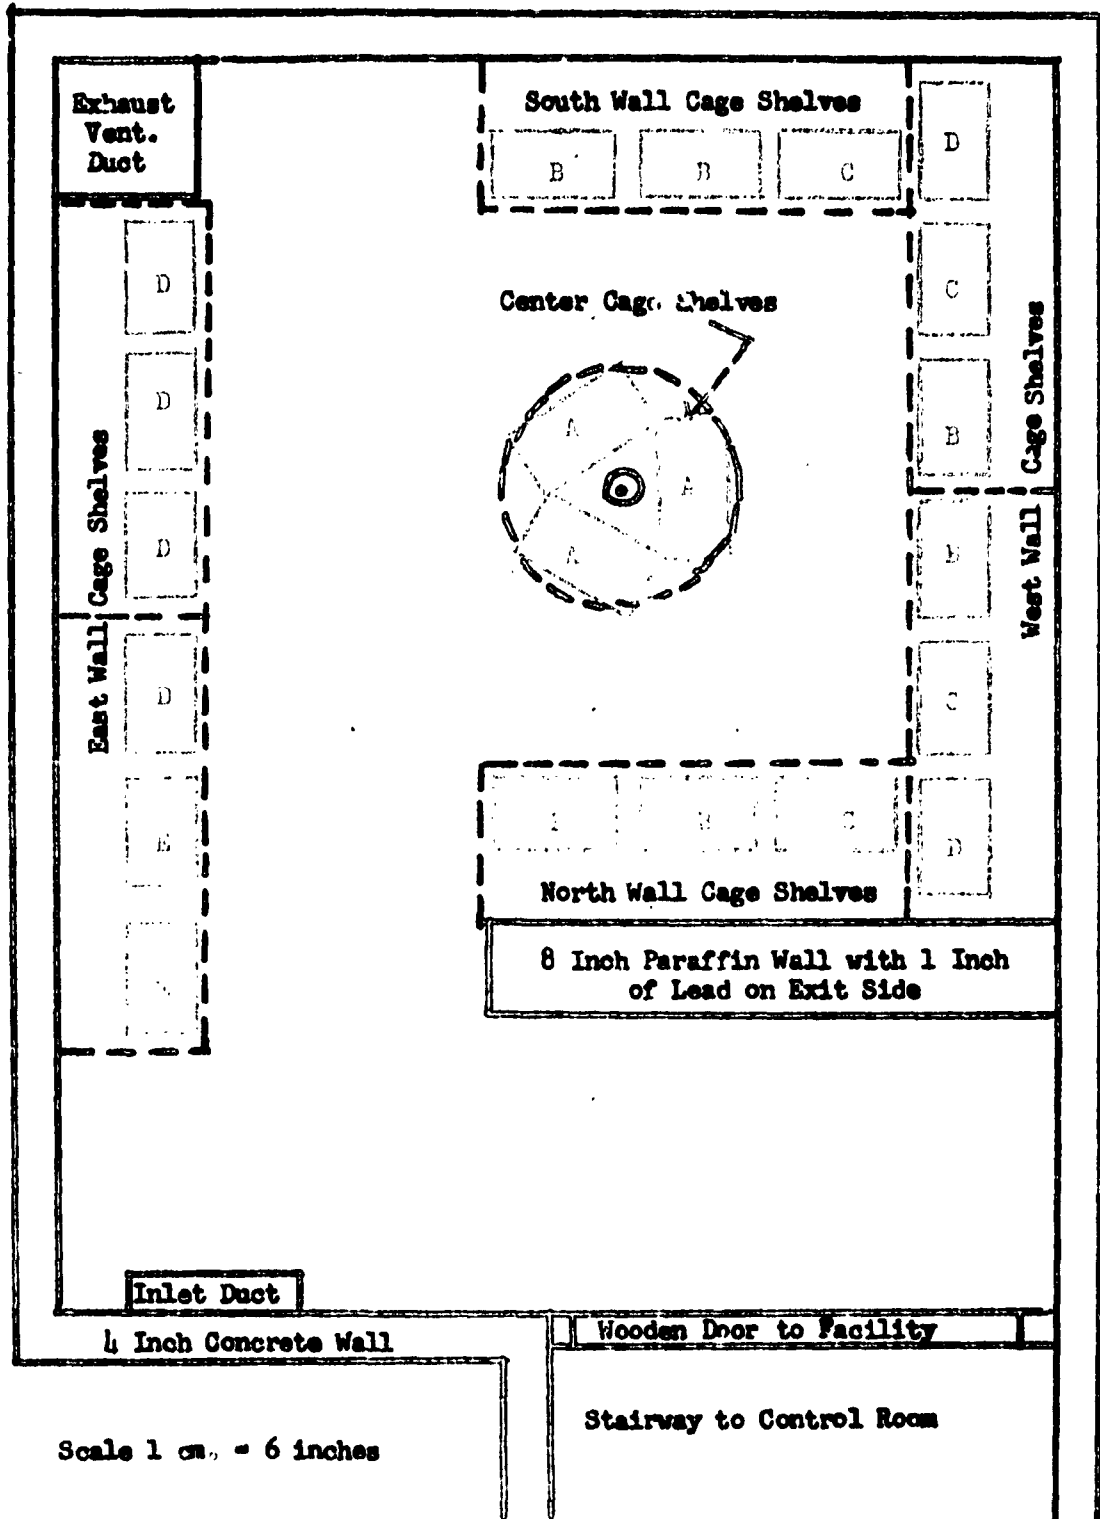 Exhaust
Vent.
Duct
South Wall Cage Shelves
B
B
C
D
D
C
Center Cage Shelves
D
B
A
A
A
D
B
East Wall Cage Shelves
West Wall Cage Shelves
D
C
E
B
C
D
North Wall Cage Shelves
8 Inch Paraffin Wall with 1 Inch
of Lead on Exit Side
Inlet Duct
4 Inch Concrete Wall
Wooden Door to Facility
Stairway to Control Room
Scale 1 cm. = 6 inches